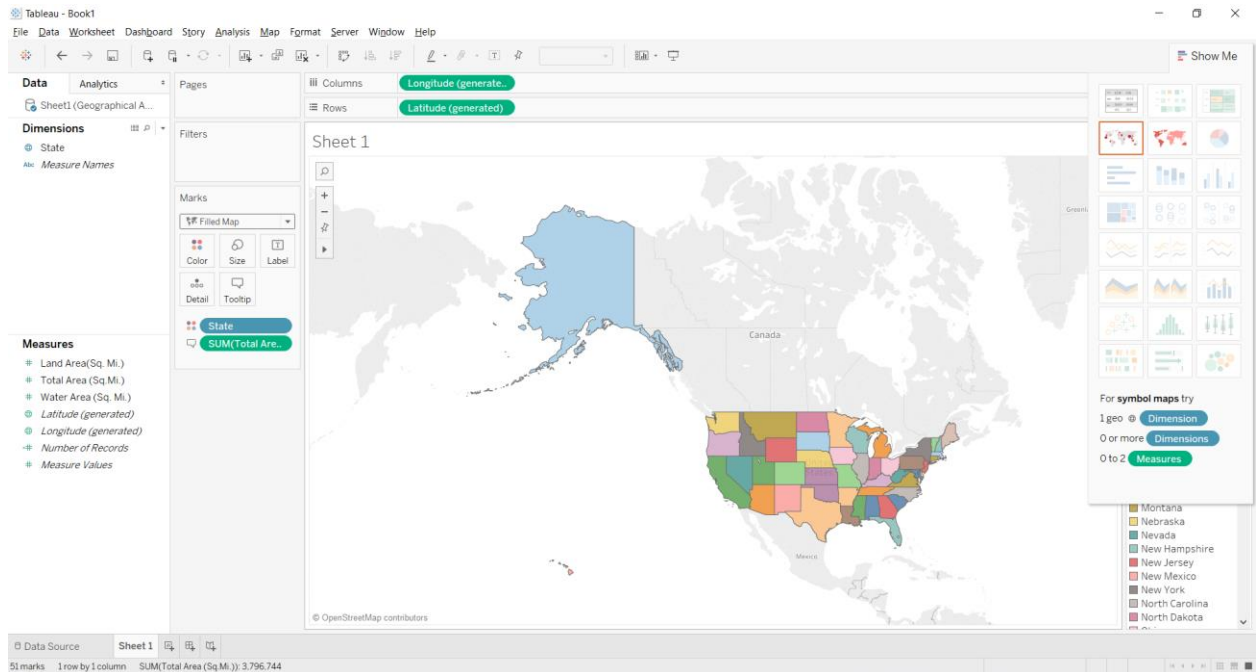 Tableau - Book1
File Data Worksheet Dashboard Story Analysis Map Format Server Window Help
Show Me
Data Analytics
Sheet1 (Geographical A...
Dimensions
State
Abc Measure Names
Measures
# Land Area(Sq. Mi.)
# Total Area (Sq.Mi.)
# Water Area (Sq. Mi.)
Latitude (generated)
Longitude (generated)
=# Number of Records
# Measure Values
Pages
Filters
Marks
Filled Map
Color Size Label
Detail Tooltip
State
SUM(Total Are..
Columns Longitude (generate..
Rows Latitude (generated)
Sheet 1
Canada
Mexico
© OpenStreetMap contributors
For symbol maps try
1 geo Dimension
0 or more Dimensions
0 to 2 Measures
Montana
Nebraska
Nevada
New Hampshire
New Jersey
New Mexico
New York
North Carolina
North Dakota
Data Source Sheet 1
51 marks 1 row by 1 column SUM(Total Area (Sq.Mi.)): 3.796.744